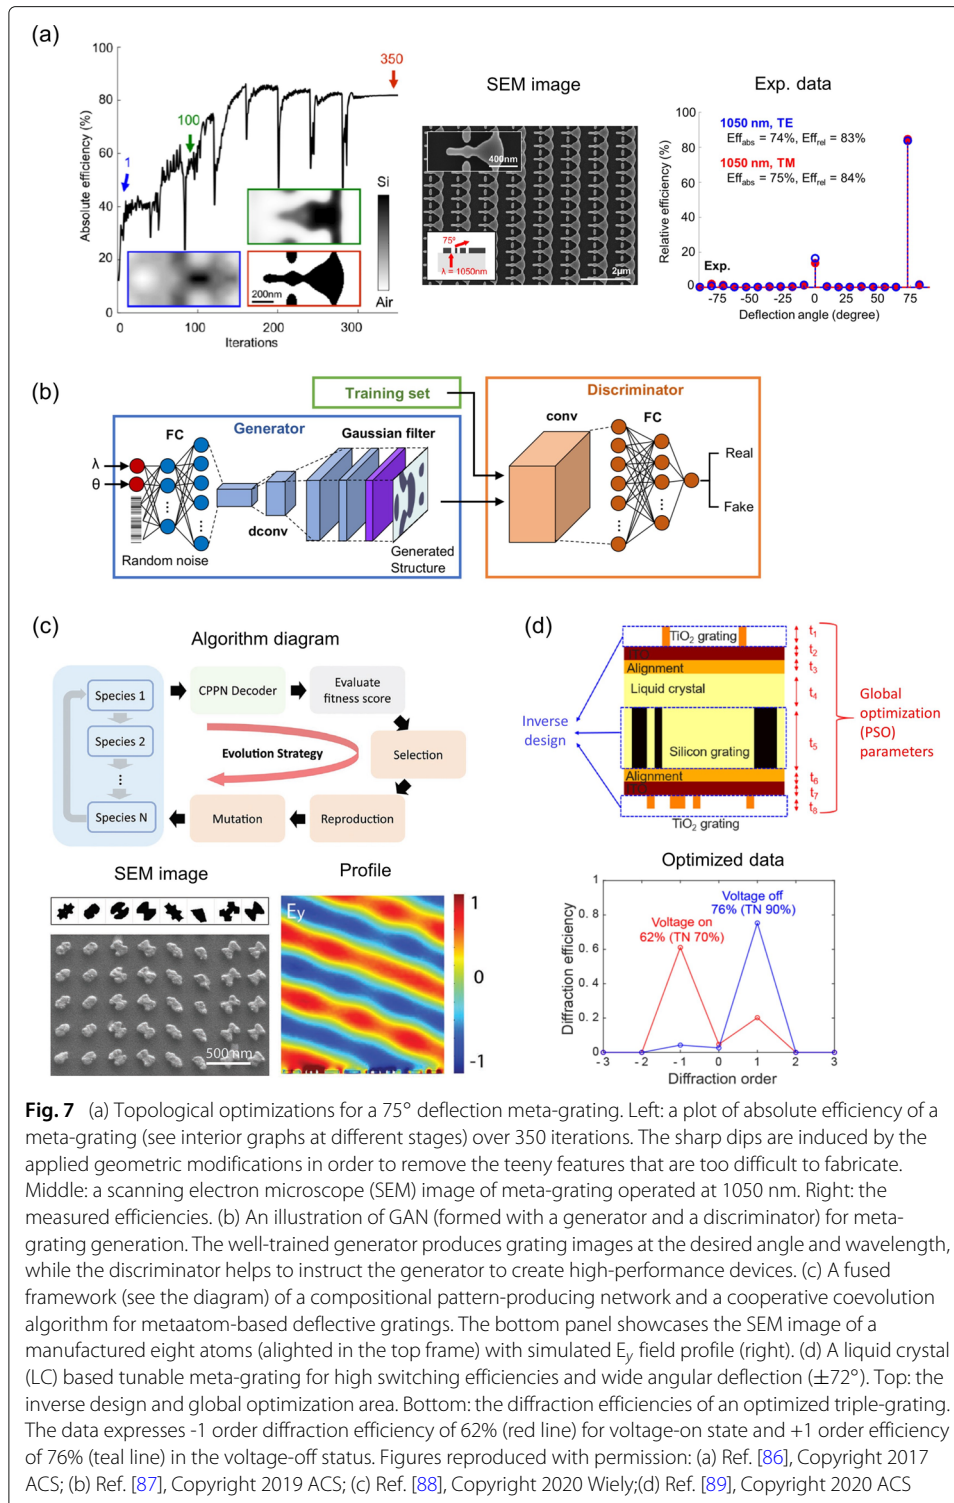 (a)
100
80
60
40
20
0
Absolute efficiency (%)
1
100
350
Si
Air
200nm
0
100
200
300
Iterations
SEM image
400nm
75°
λ = 1050nm
2μm
Exp. data
1050 nm, TE
Eff_abs = 74%, Eff_rel = 83%
1050 nm, TM
Eff_abs = 75%, Eff_rel = 84%
100
80
60
40
20
0
Relative efficiency (%)
Exp.
-75
-50
-25
0
25
50
75
Deflection angle (degree)
(b)
Training set
Generator
Discriminator
FC
Gaussian filter
λ
θ
dconv
Random noise
Generated
Structure
conv
FC
Real
Fake
(c)
Algorithm diagram
Species 1
Species 2
⋮
Species N
CPPN Decoder
Evaluate
fitness score
Evolution Strategy
Selection
Mutation
Reproduction
SEM image
500nm
Profile
E_y
1
0
-1
(d)
TiO₂ grating
Alignment
Liquid crystal
Silicon grating
Alignment
TiO₂ grating
Inverse
design
t₁
t₂
t₃
t₄
t₅
t₆
t₇
t₈
Global
optimization
(PSO)
parameters
Optimized data
1
0.8
0.6
0.4
0.2
0
Diffraction efficiency
Voltage off
76% (TN 90%)
Voltage on
62% (TN 70%)
-3
-2
-1
0
1
2
3
Diffraction order
Fig. 7 (a) Topological optimizations for a 75° deflection meta-grating. Left: a plot of absolute efficiency of a
meta-grating (see interior graphs at different stages) over 350 iterations. The sharp dips are induced by the
applied geometric modifications in order to remove the teeny features that are too difficult to fabricate.
Middle: a scanning electron microscope (SEM) image of meta-grating operated at 1050 nm. Right: the
measured efficiencies. (b) An illustration of GAN (formed with a generator and a discriminator) for meta-
grating generation. The well-trained generator produces grating images at the desired angle and wavelength,
while the discriminator helps to instruct the generator to create high-performance devices. (c) A fused
framework (see the diagram) of a compositional pattern-producing network and a cooperative coevolution
algorithm for metaatom-based deflective gratings. The bottom panel showcases the SEM image of a
manufactured eight atoms (alighted in the top frame) with simulated E_y field profile (right). (d) A liquid crystal
(LC) based tunable meta-grating for high switching efficiencies and wide angular deflection (±72°). Top: the
inverse design and global optimization area. Bottom: the diffraction efficiencies of an optimized triple-grating.
The data expresses -1 order diffraction efficiency of 62% (red line) for voltage-on state and +1 order efficiency
of 76% (teal line) in the voltage-off status. Figures reproduced with permission: (a) Ref. [86], Copyright 2017
ACS; (b) Ref. [87], Copyright 2019 ACS; (c) Ref. [88], Copyright 2020 Wiely;(d) Ref. [89], Copyright 2020 ACS